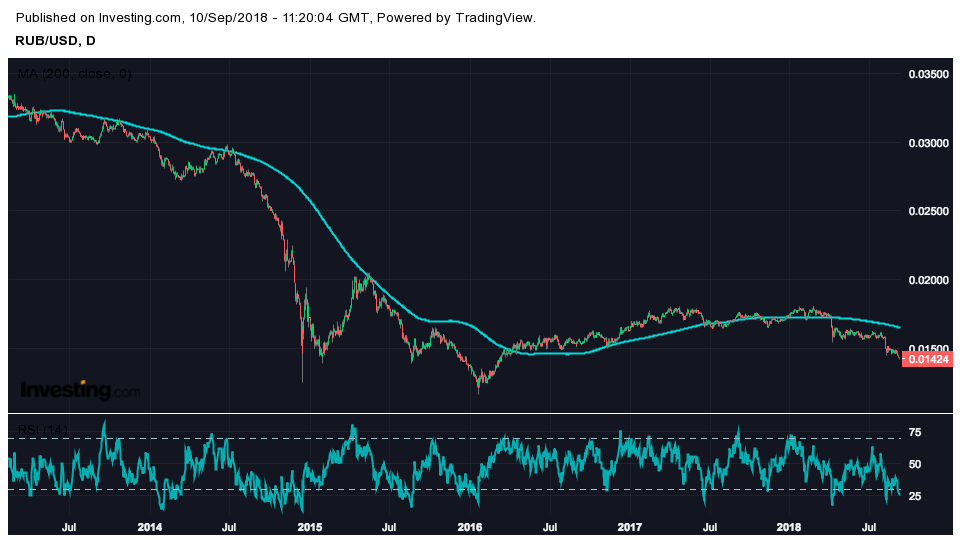 Published on Investing.com, 10/Sep/2018 - 11:20:04 GMT, Powered by TradingView.
RUB/USD, D
MA (200, close, 0)
0.03500
0.03000
0.02500
0.02000
0.01500
0.01424
Investing.com
RSI (14)
75
50
25
Jul 2014 Jul 2015 Jul 2016 Jul 2017 Jul 2018 Jul